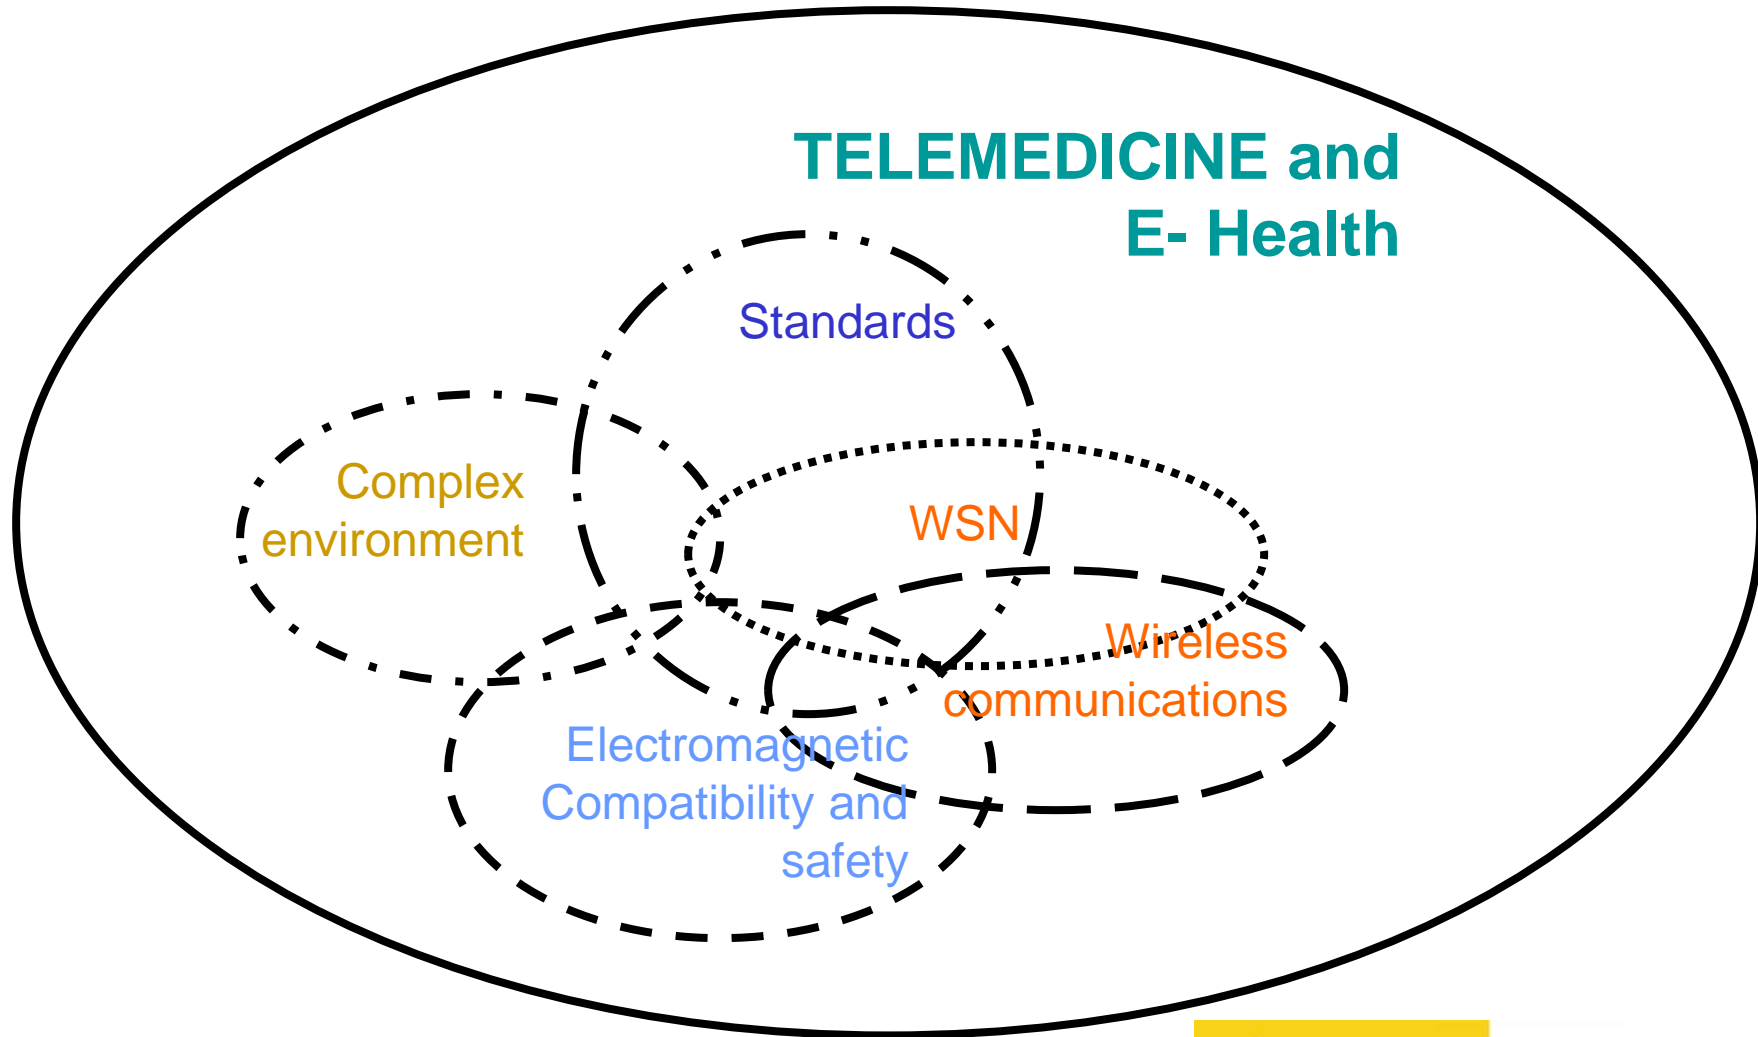 TELEMEDICINE and
E- Health
Standards
Complex
environment
WSN
Wireless
communications
Electromagnetic
Compatibility and
safety